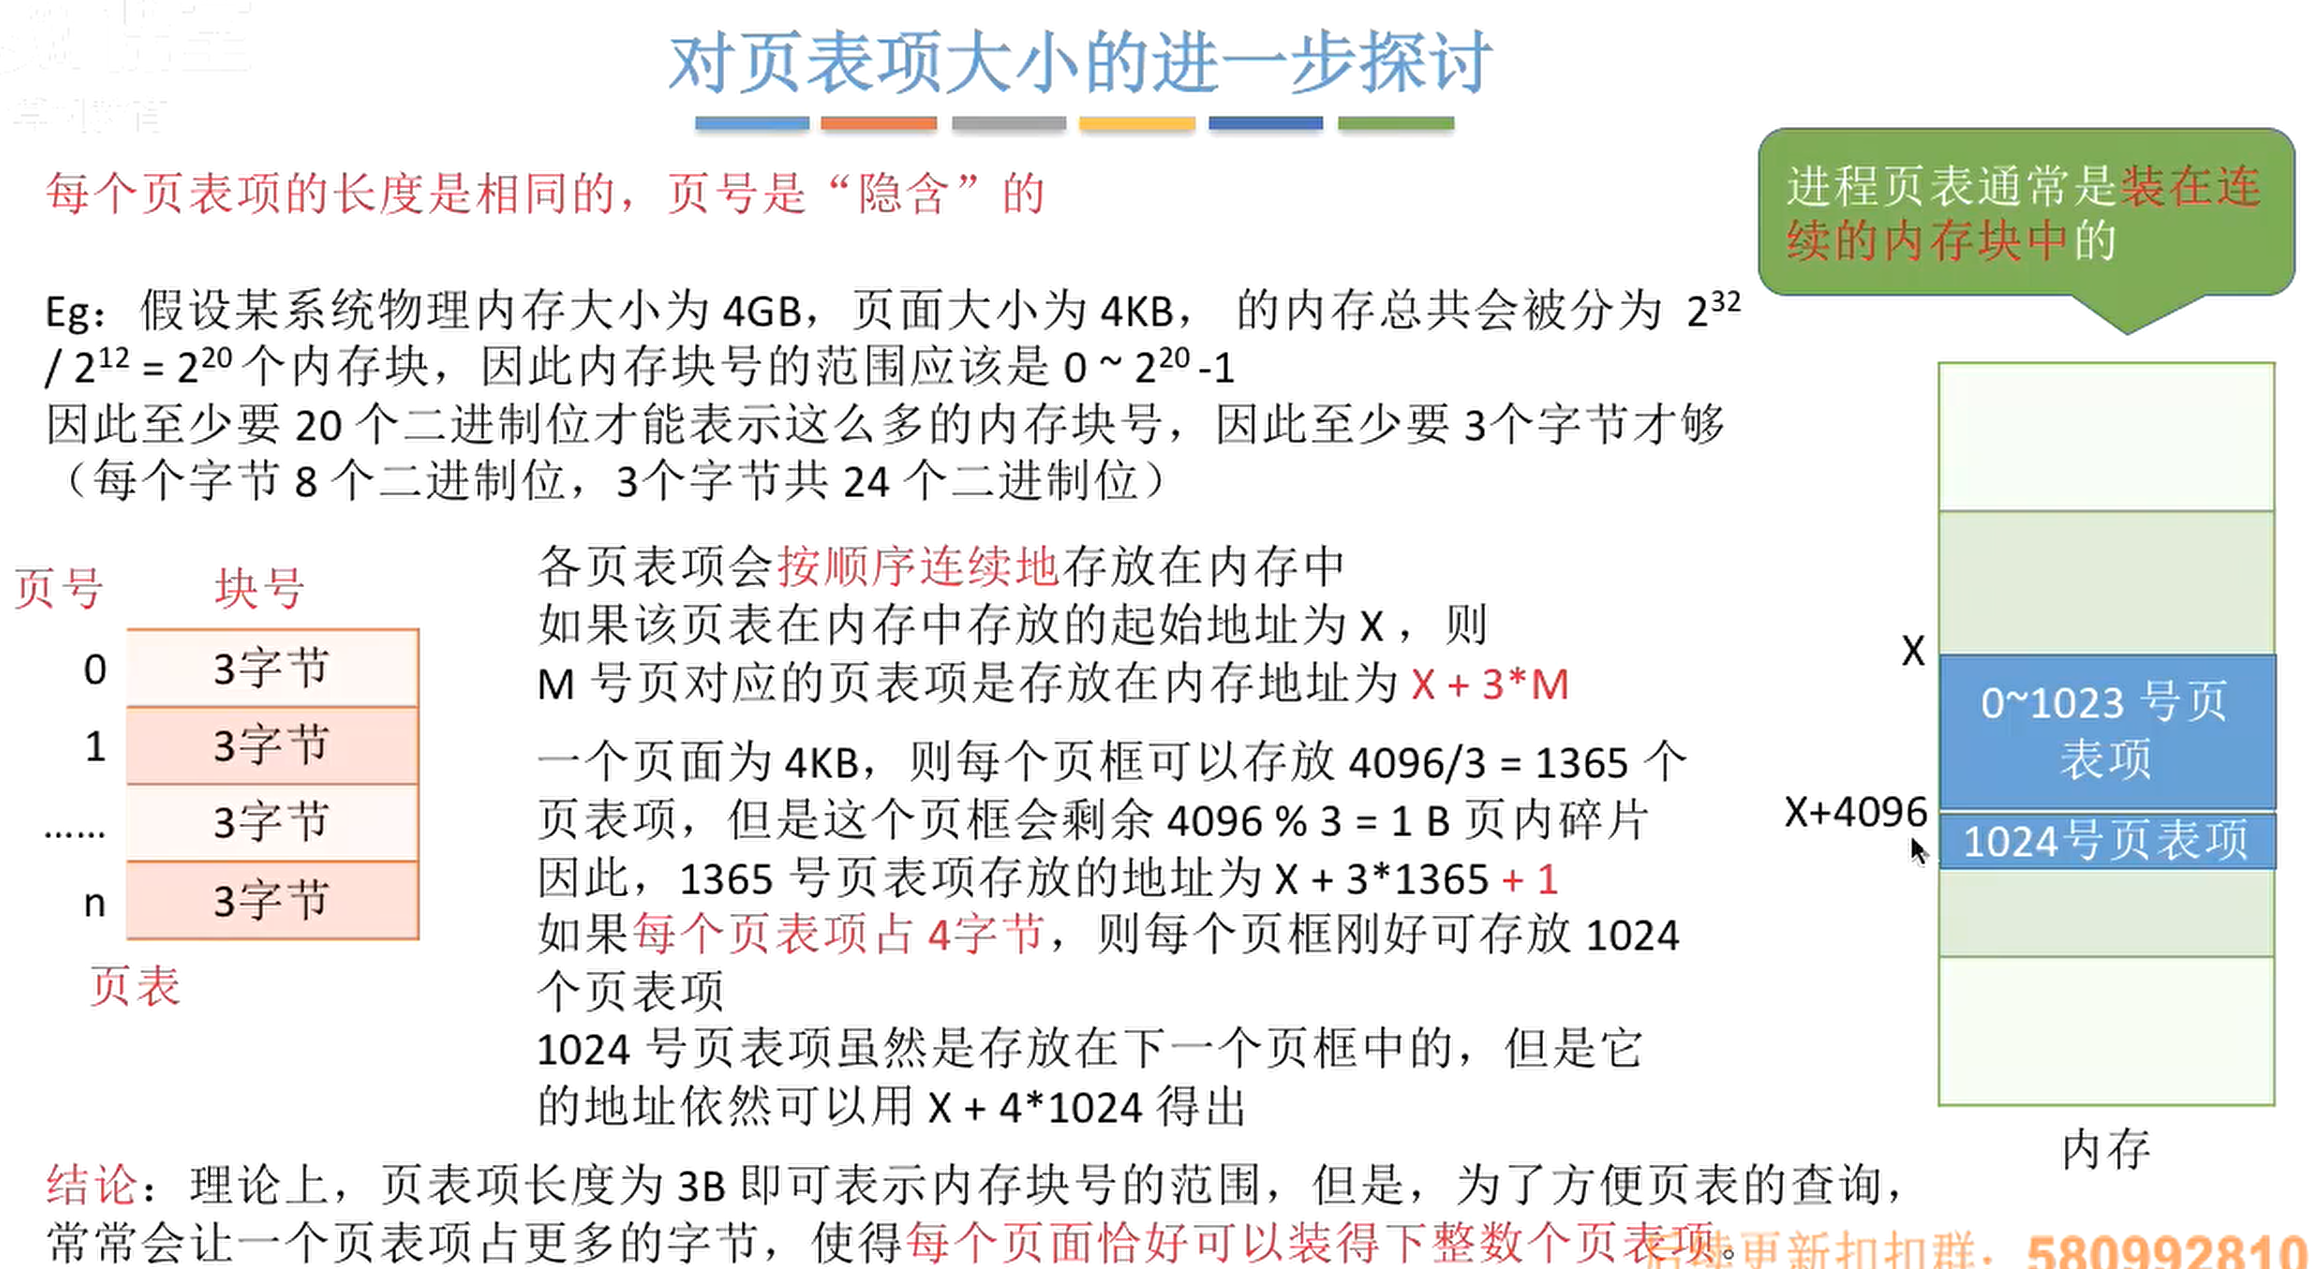 对页表项大小的进一步探讨
每个页表项的长度是相同的，页号是“隐含”的
进程页表通常是装在连
续的内存块中的
Eg：假设某系统物理内存大小为 4GB，页面大小为 4KB， 的内存总共会被分为 2³²
/ 2¹² = 2²⁰ 个内存块，因此内存块号的范围应该是 0 ~ 2²⁰ -1
因此至少要 20 个二进制位才能表示这么多的内存块号，因此至少要 3个字节才够
（每个字节 8 个二进制位，3个字节共 24 个二进制位）
页号 块号
0 3字节
1 3字节
…… 3字节
n 3字节
页表
各页表项会按顺序连续地存放在内存中
如果该页表在内存中存放的起始地址为 X ，则
M 号页对应的页表项是存放在内存地址为 X + 3*M
一个页面为 4KB，则每个页框可以存放 4096/3 = 1365 个
页表项，但是这个页框会剩余 4096 % 3 = 1 B 页内碎片
因此，1365 号页表项存放的地址为 X + 3*1365 + 1
如果每个页表项占 4字节，则每个页框刚好可存放 1024
个页表项
1024 号页表项虽然是存放在下一个页框中的，但是它
的地址依然可以用 X + 4*1024 得出
X
0~1023 号页
表项
X+4096
1024号页表项
内存
结论：理论上，页表项长度为 3B 即可表示内存块号的范围，但是，为了方便页表的查询，
常常会让一个页表项占更多的字节，使得每个页面恰好可以装得下整数个页表项。
后续更新扣扣群：580992810